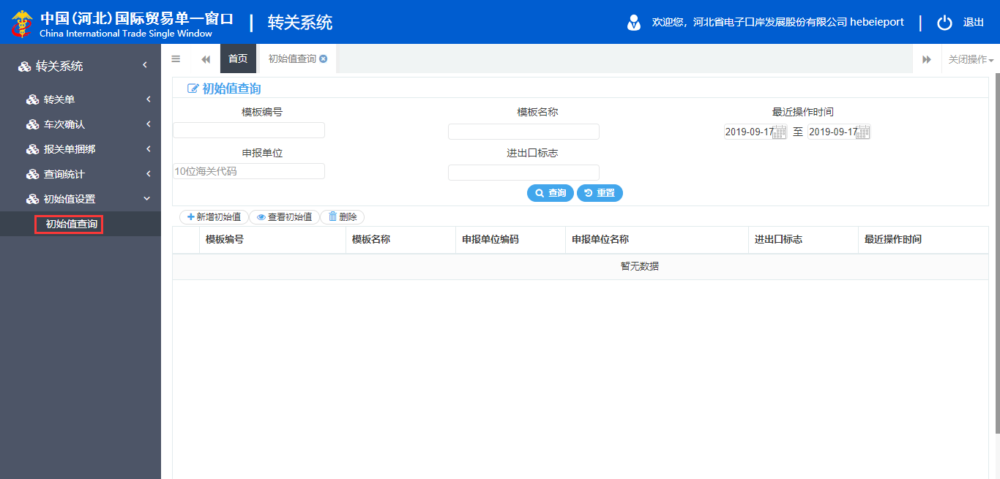 中国(河北)国际贸易单一窗口
China International Trade Single Window
转关系统
欢迎您，河北省电子口岸发展股份有限公司 hebeieport
退出
转关系统
首页
初始值查询
关闭操作
转关单
车次确认
报关单捆绑
查询统计
初始值设置
初始值查询
初始值查询
模板编号
模板名称
最近操作时间
2019-09-17 至 2019-09-17
申报单位
进出口标志
10位海关代码
查询 重置
新增初始值 查看初始值 删除
模板编号 模板名称 申报单位编码 申报单位名称 进出口标志 最近操作时间
暂无数据